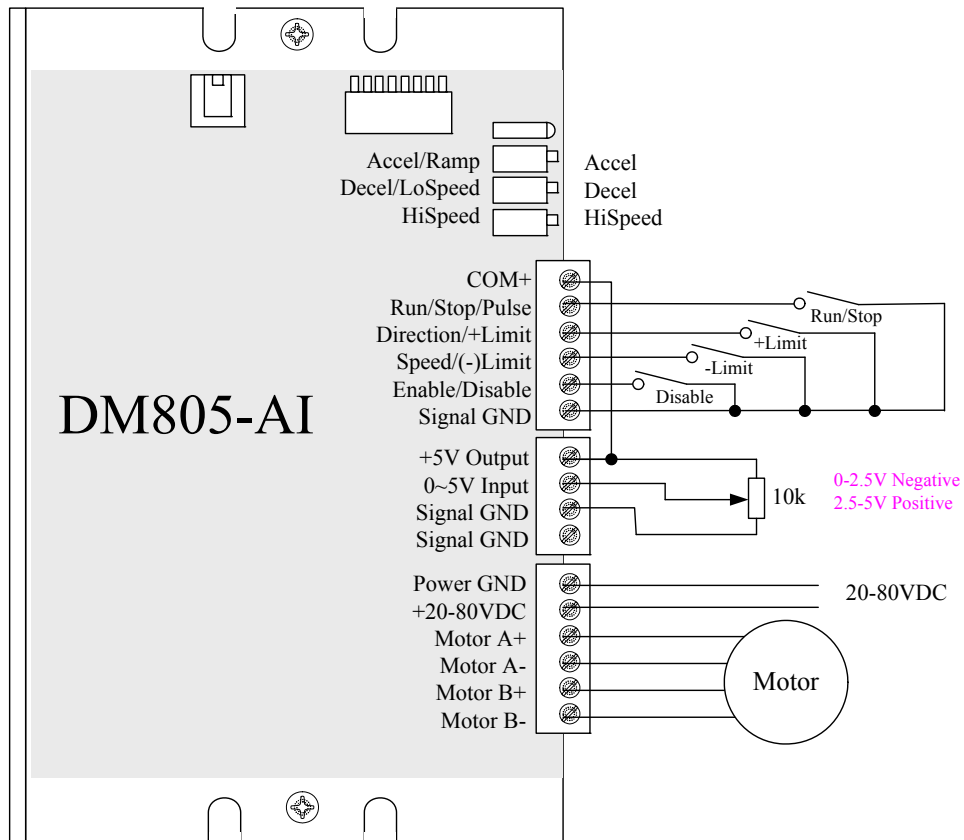 Accel/Ramp
Decel/LoSpeed
HiSpeed
Accel
Decel
HiSpeed
COM+
Run/Stop/Pulse
Direction/+Limit
Speed/(-)Limit
Enable/Disable
Signal GND
Run/Stop
+Limit
-Limit
Disable
DM805-AI
+5V Output
0~5V Input
Signal GND
Signal GND
10k
0-2.5V Negative
2.5-5V Positive
Power GND
+20-80VDC
Motor A+
Motor A-
Motor B+
Motor B-
20-80VDC
Motor